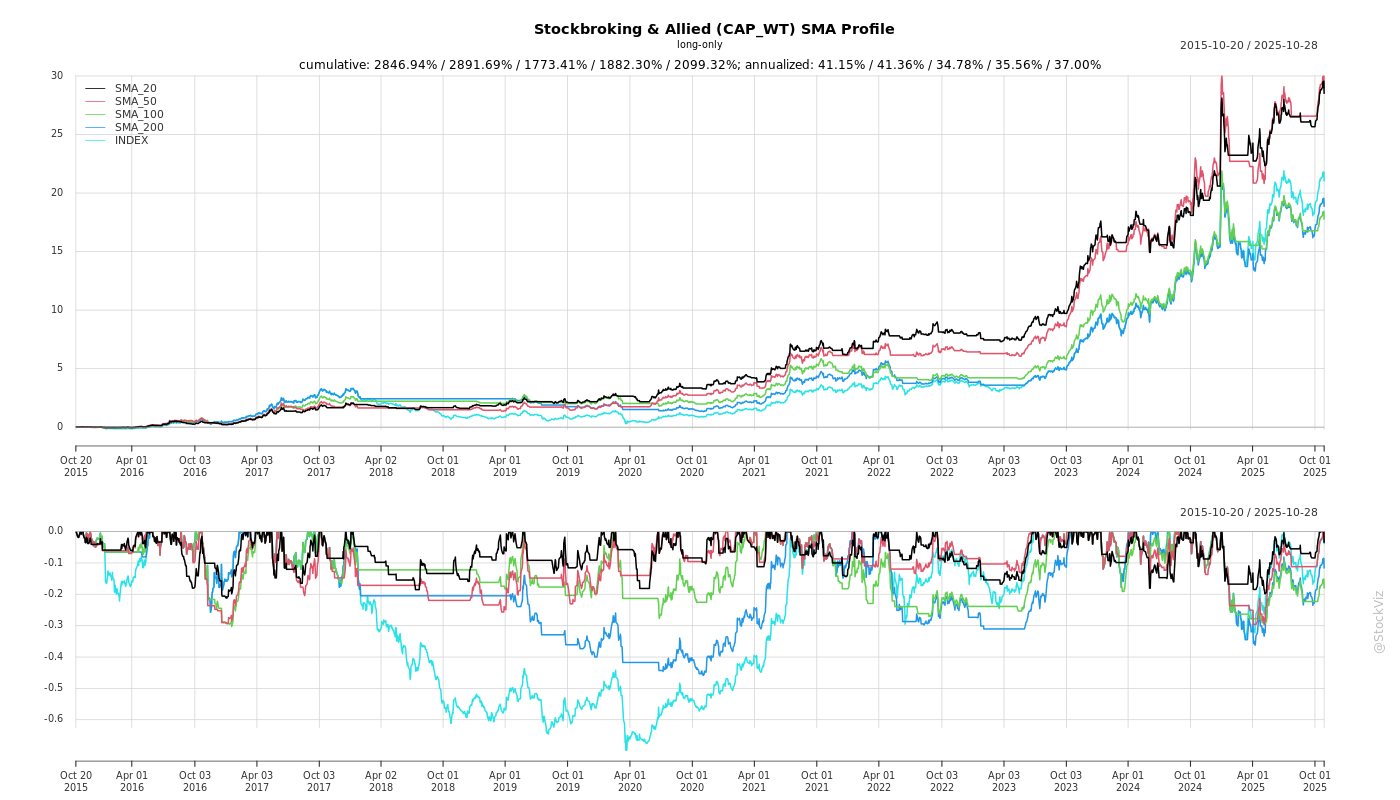 Stockbroking & Allied (CAP_WT) SMA Profile
long-only
2015-10-20 / 2025-10-28
cumulative: 2846.94% / 2891.69% / 1773.41% / 1882.30% / 2099.32%; annualized: 41.15% / 41.36% / 34.78% / 35.56% / 37.00%
SMA_20
SMA_50
SMA_100
SMA_200
INDEX
30
25
20
15
10
5
0
Oct 20 Apr 01 Oct 03 Apr 03 Oct 03 Apr 02 Oct 01 Apr 01 Oct 01 Apr 01 Oct 01 Apr 01 Oct 01 Apr 01 Oct 03 Apr 03 Oct 03 Apr 01 Oct 01 Apr 01 Oct 01
2015 2016 2016 2017 2017 2018 2018 2019 2019 2020 2020 2021 2021 2022 2022 2023 2023 2024 2024 2025 2025
2015-10-20 / 2025-10-28
0.0
-0.1
-0.2
-0.3
-0.4
-0.5
-0.6
Oct 20 Apr 01 Oct 03 Apr 03 Oct 03 Apr 02 Oct 01 Apr 01 Oct 01 Apr 01 Oct 01 Apr 01 Oct 01 Apr 01 Oct 03 Apr 03 Oct 03 Apr 01 Oct 01 Apr 01 Oct 01
2015 2016 2016 2017 2017 2018 2018 2019 2019 2020 2020 2021 2021 2022 2022 2023 2023 2024 2024 2025 2025
@StockViz